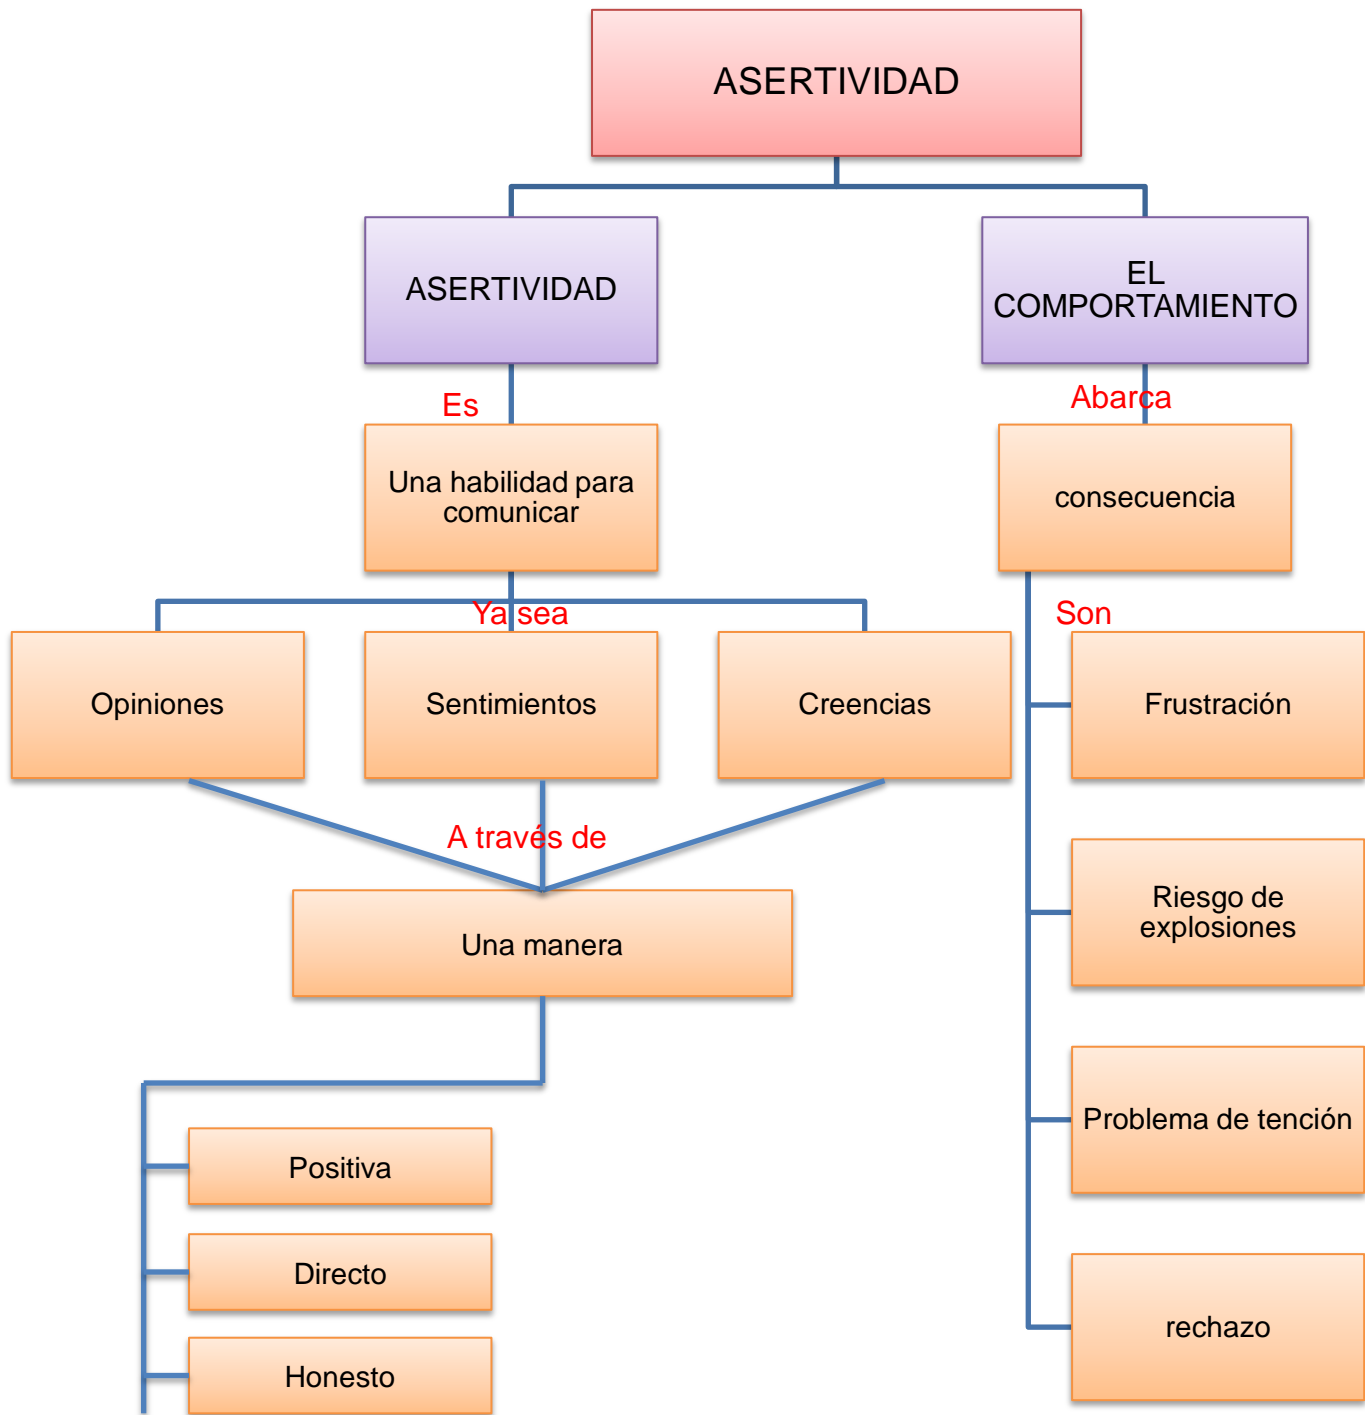 ASERTIVIDAD
ASERTIVIDAD
EL
COMPORTAMIENTO
Es
Abarca
Una habilidad para
comunicar
consecuencia
Ya sea
Son
Opiniones
Sentimientos
Creencias
Frustración
A través de
Una manera
Riesgo de
explosiones
Problema de tención
Positiva
Directo
rechazo
Honesto